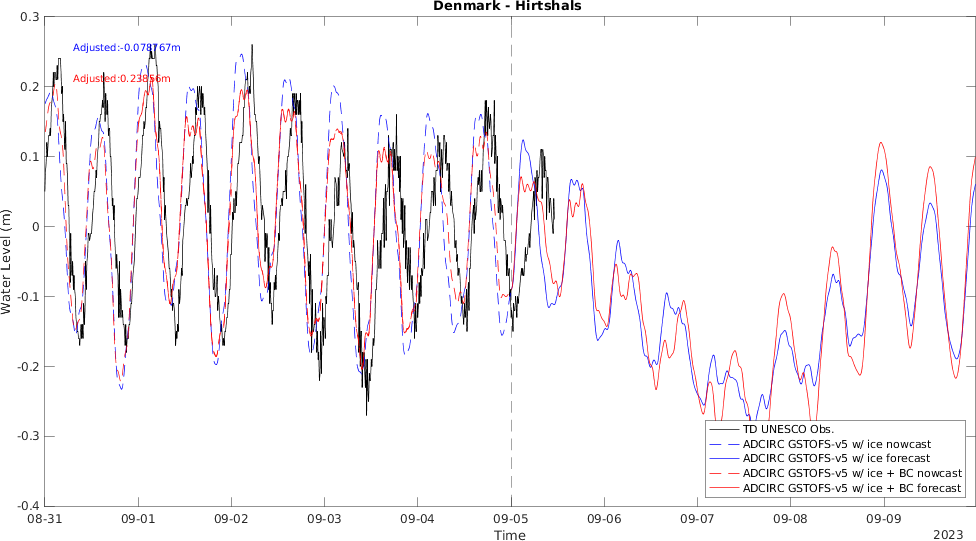 Denmark - Hirtshals
0.3
0.2
0.1
0
-0.1
-0.2
-0.3
-0.4
Water Level (m)
Adjusted:-0.078767m
Adjusted:0.23856m
TD UNESCO Obs.
ADCIRC GSTOFS-v5 w/ ice nowcast
ADCIRC GSTOFS-v5 w/ ice forecast
ADCIRC GSTOFS-v5 w/ ice + BC nowcast
ADCIRC GSTOFS-v5 w/ ice + BC forecast
08-31 09-01 09-02 09-03 09-04 09-05 09-06 09-07 09-08 09-09
Time
2023